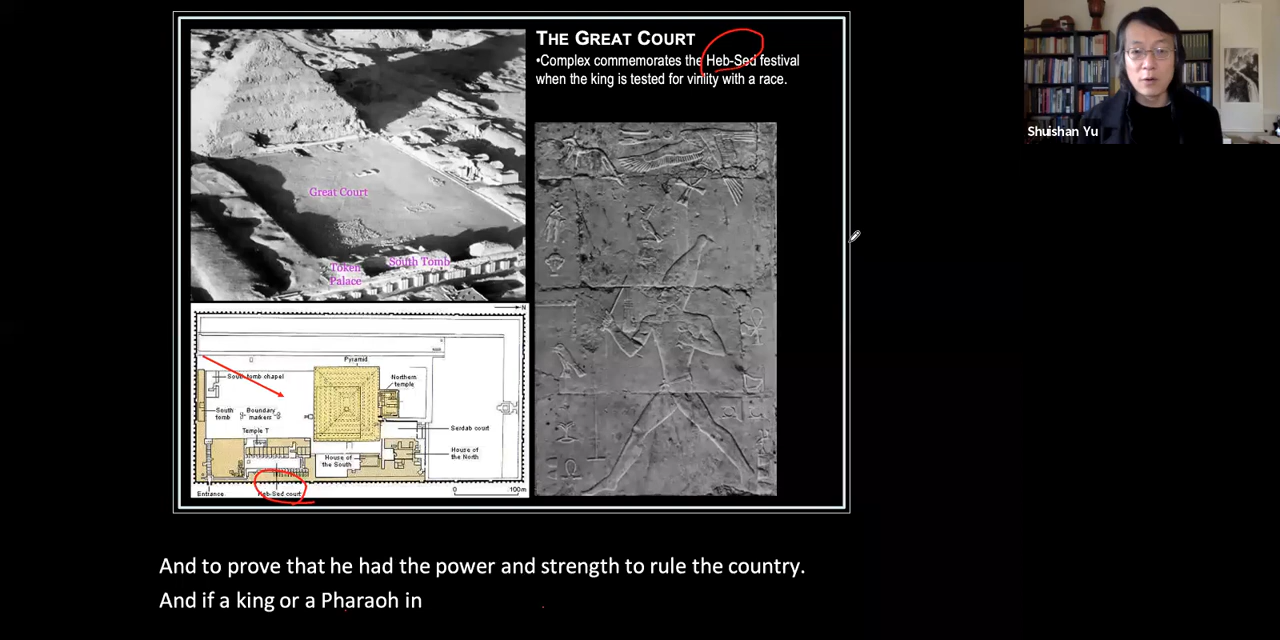 THE GREAT COURT
•Complex commemorates the Heb-Sed festival
when the king is tested for virility with a race.
Great Court
Token
Palace
South Tomb
N
Pyramid
South tomb chapel
Northern
temple
South
tomb
Boundary
markers
Serdab court
Temple T
House of
the South
House of
the North
Entrance
Heb-Sed court
0
100m
Shuishan Yu
And to prove that he had the power and strength to rule the country.
And if a king or a Pharaoh in